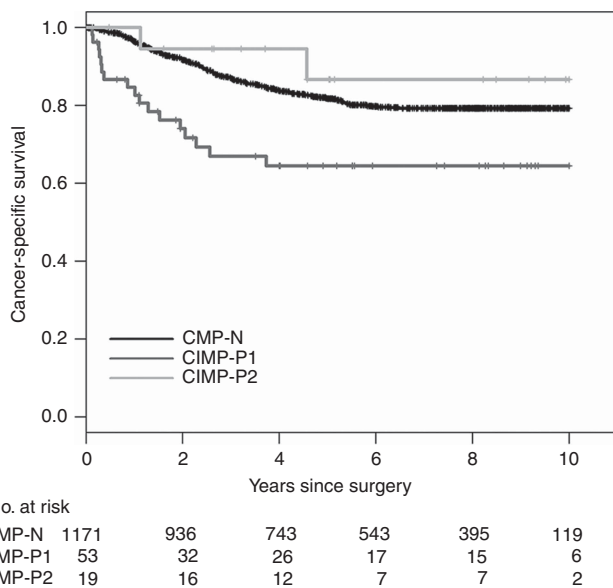 1.0
0.8
0.6
0.4
0.2
0.0
Cancer-specific survival
CMP-N
CIMP-P1
CIMP-P2
0 2 4 6 8 10
Years since surgery
o. at risk
MP-N 1171 936 743 543 395 119
MP-P1 53 32 26 17 15 6
MP-P2 19 16 12 7 7 2